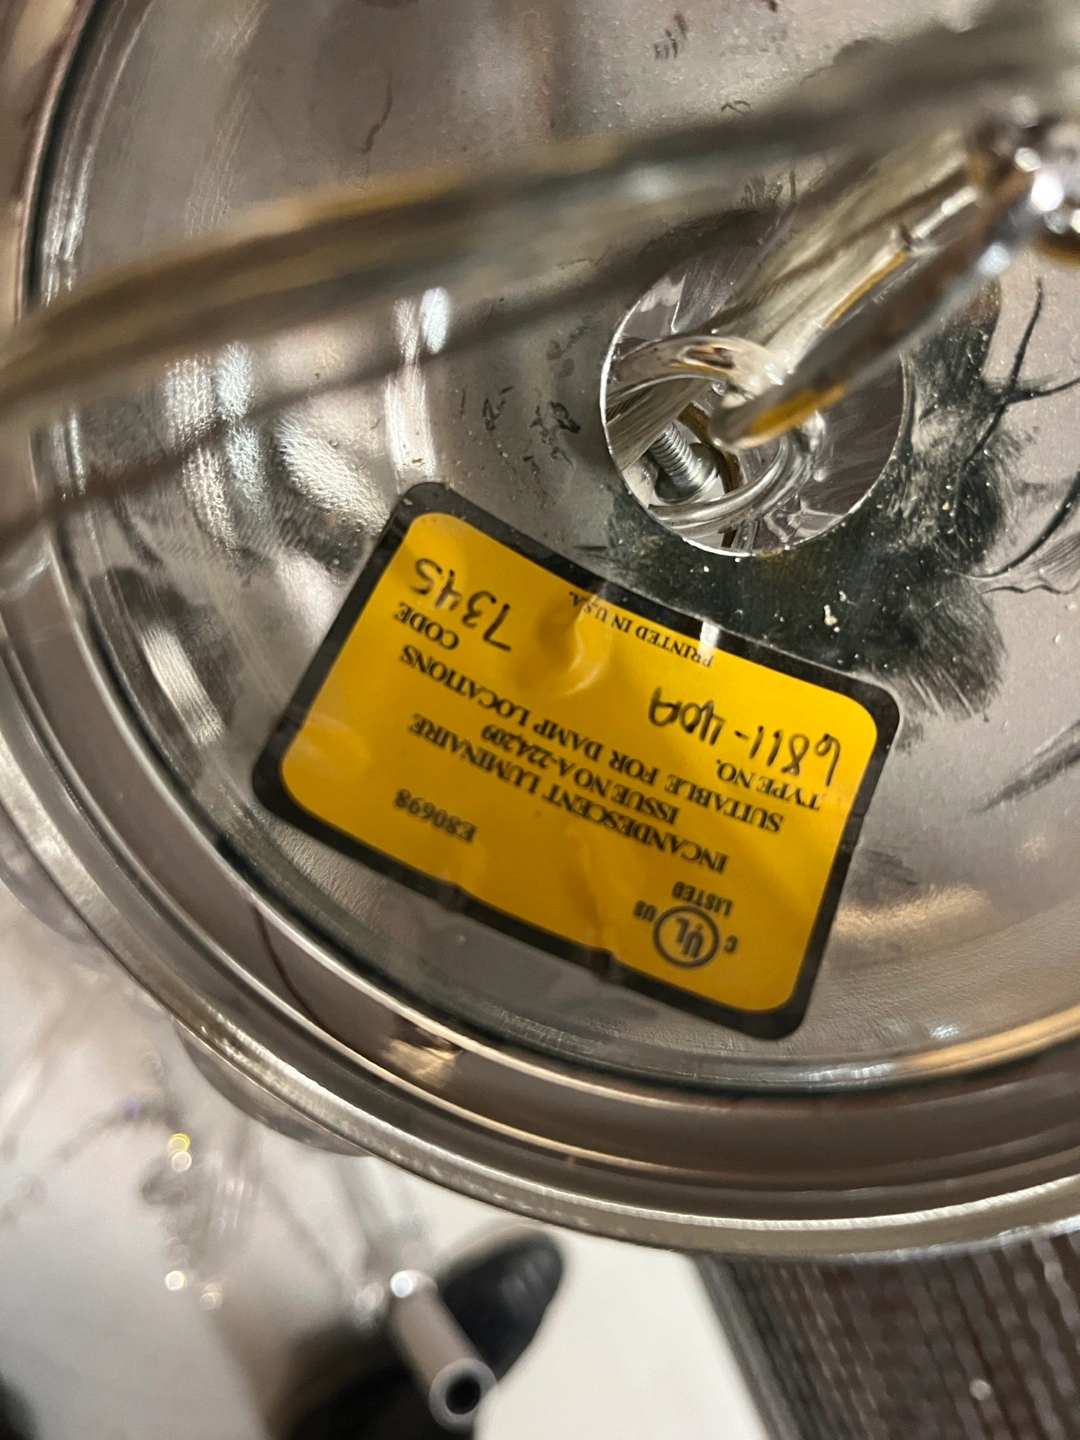 C UL US
LISTED
E80698
INCANDESCENT LUMINAIRE
ISSUE NO A-224,209
SUITABLE FOR DAMP LOCATIONS
TYPE NO. CODE
6811-40A 7345
PRINTED IN U.S.A.